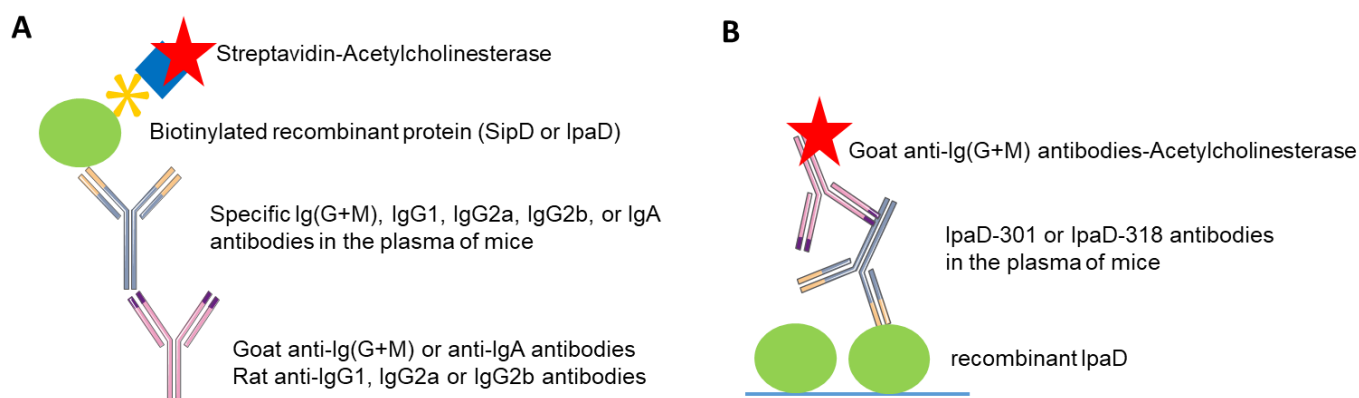 A
Streptavidin-Acetylcholinesterase
Biotinylated recombinant protein (SipD or IpaD)
Specific Ig(G+M), IgG1, IgG2a, IgG2b, or IgA
antibodies in the plasma of mice
Goat anti-Ig(G+M) or anti-IgA antibodies
Rat anti-IgG1, IgG2a or IgG2b antibodies
B
Goat anti-Ig(G+M) antibodies-Acetylcholinesterase
IpaD-301 or IpaD-318 antibodies
in the plasma of mice
recombinant IpaD